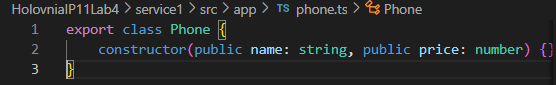 HolovnialP11Lab4 > service1 > src > app > TS phone.ts > Phone
1 export class Phone {
2 constructor(public name: string, public price: number) {}
3 }